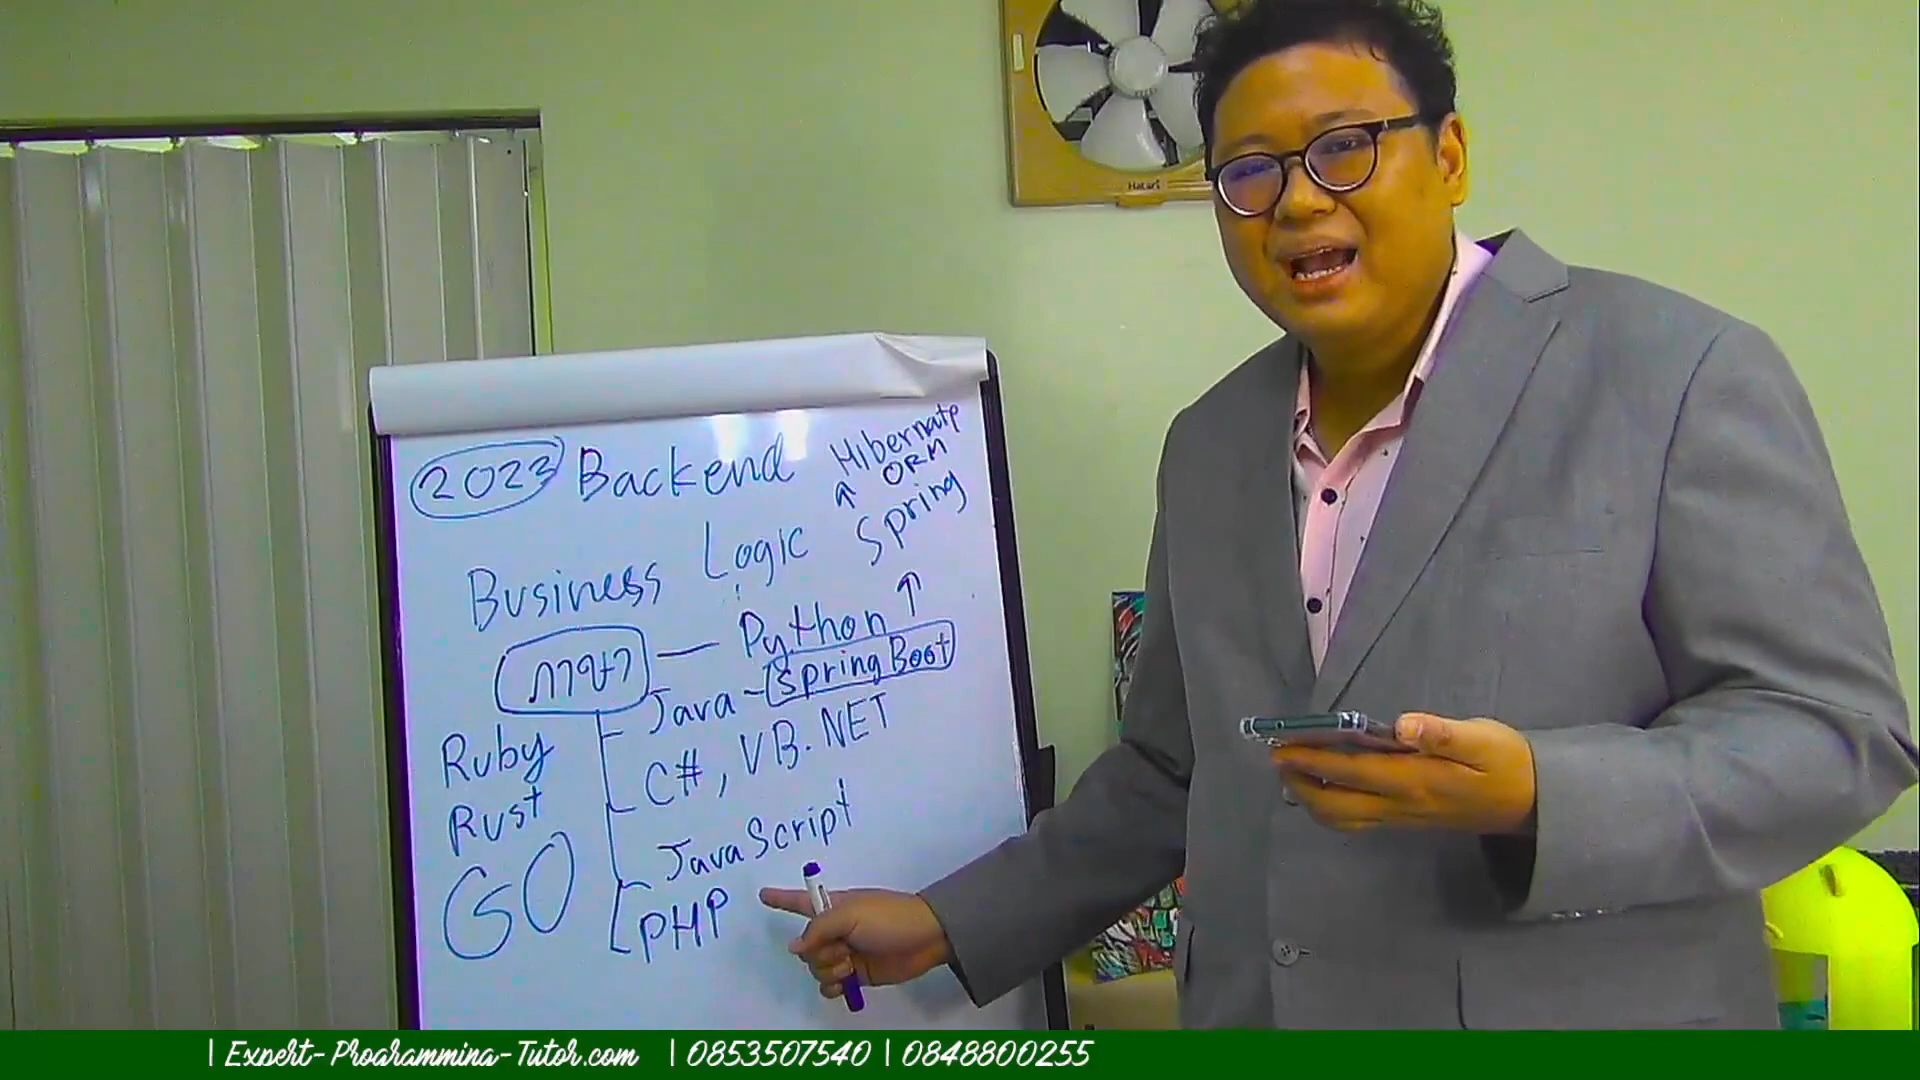 Hatari
2023 Backend
Hibernate
ORM
Spring
Business Logic
ภาษา
Python
Java - Spring Boot
C#, VB.NET
JavaScript
PHP
Ruby
Rust
GO
| Expert-Programming-Tutor.com | 0853507540 | 0848800255